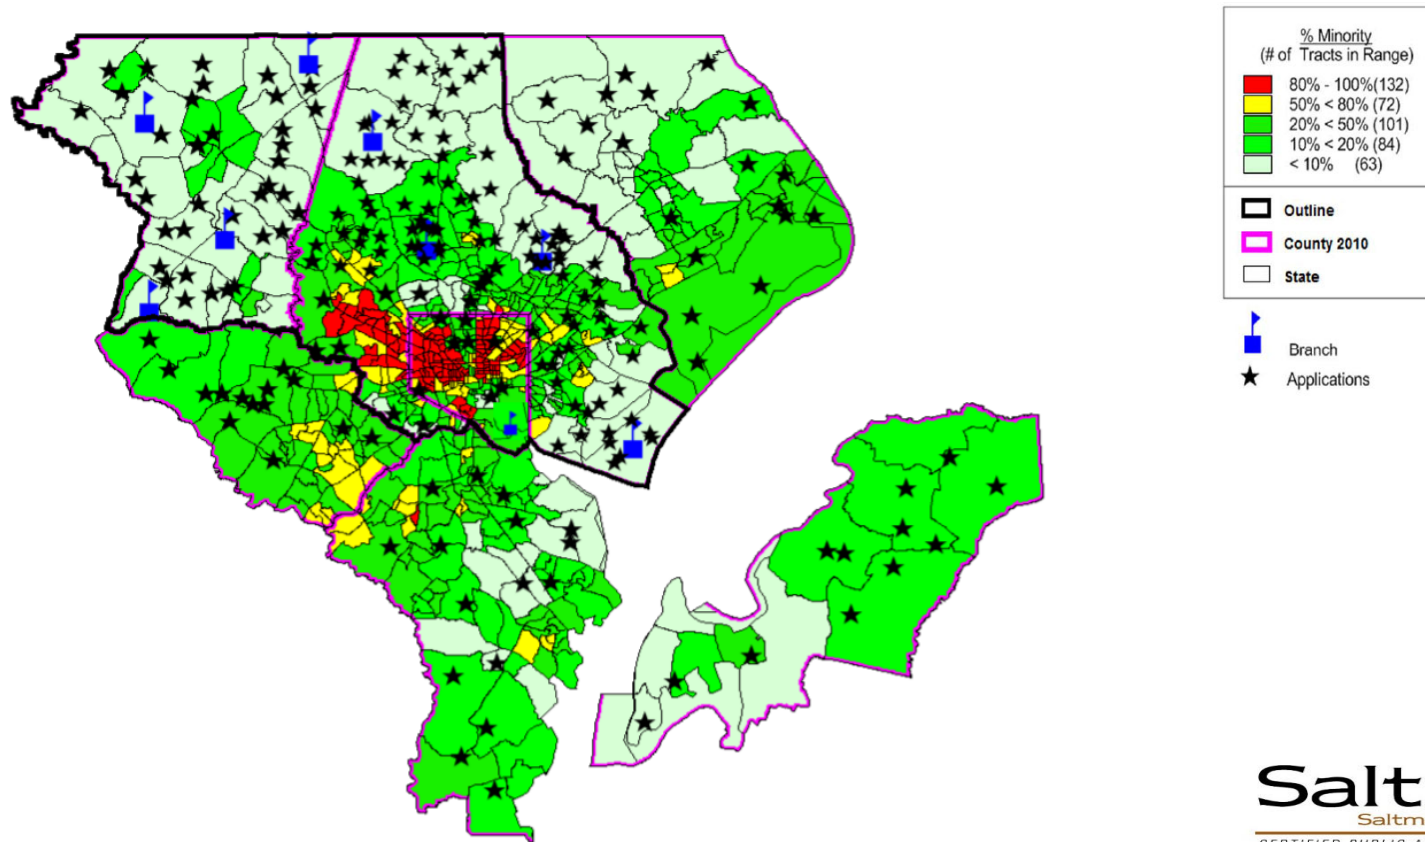 % Minority
(# of Tracts in Range)
80% - 100%(132)
50% < 80% (72)
20% < 50% (101)
10% < 20% (84)
< 10% (63)
Outline
County 2010
State
Branch
Applications
Salt
Saltm